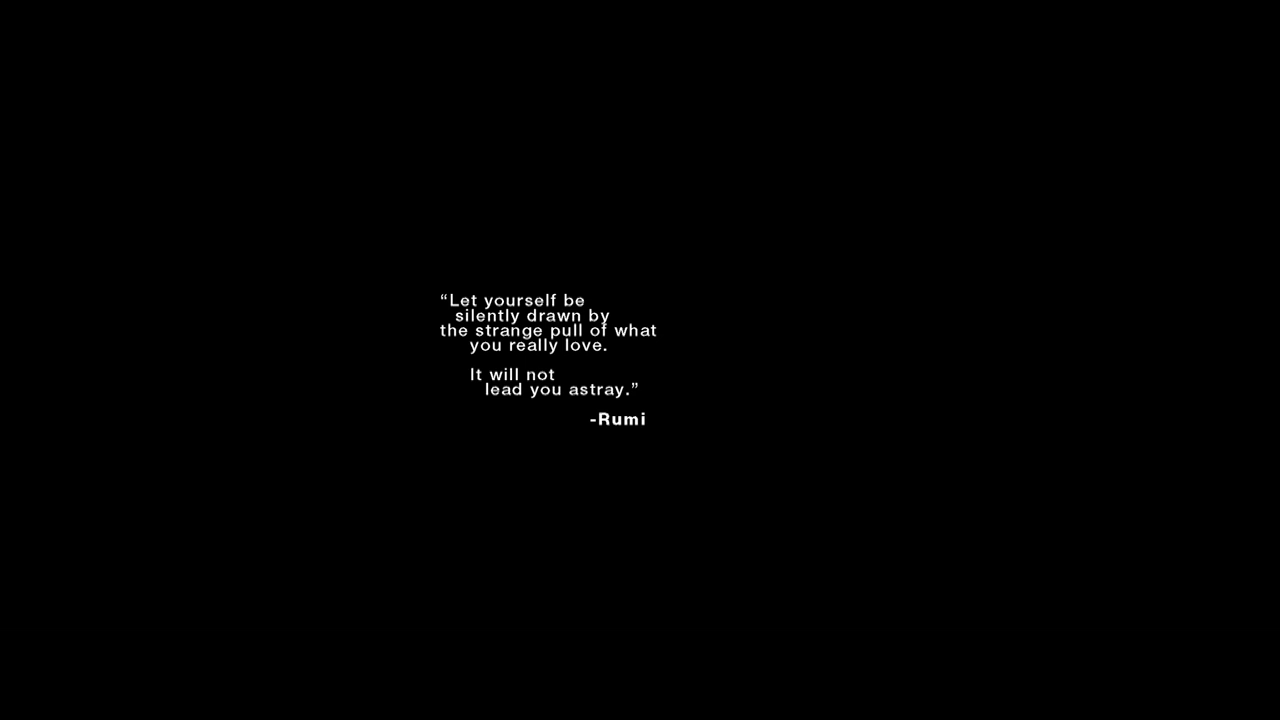 “Let yourself be
silently drawn by
the strange pull of what
you really love.
It will not
lead you astray.”
-Rumi